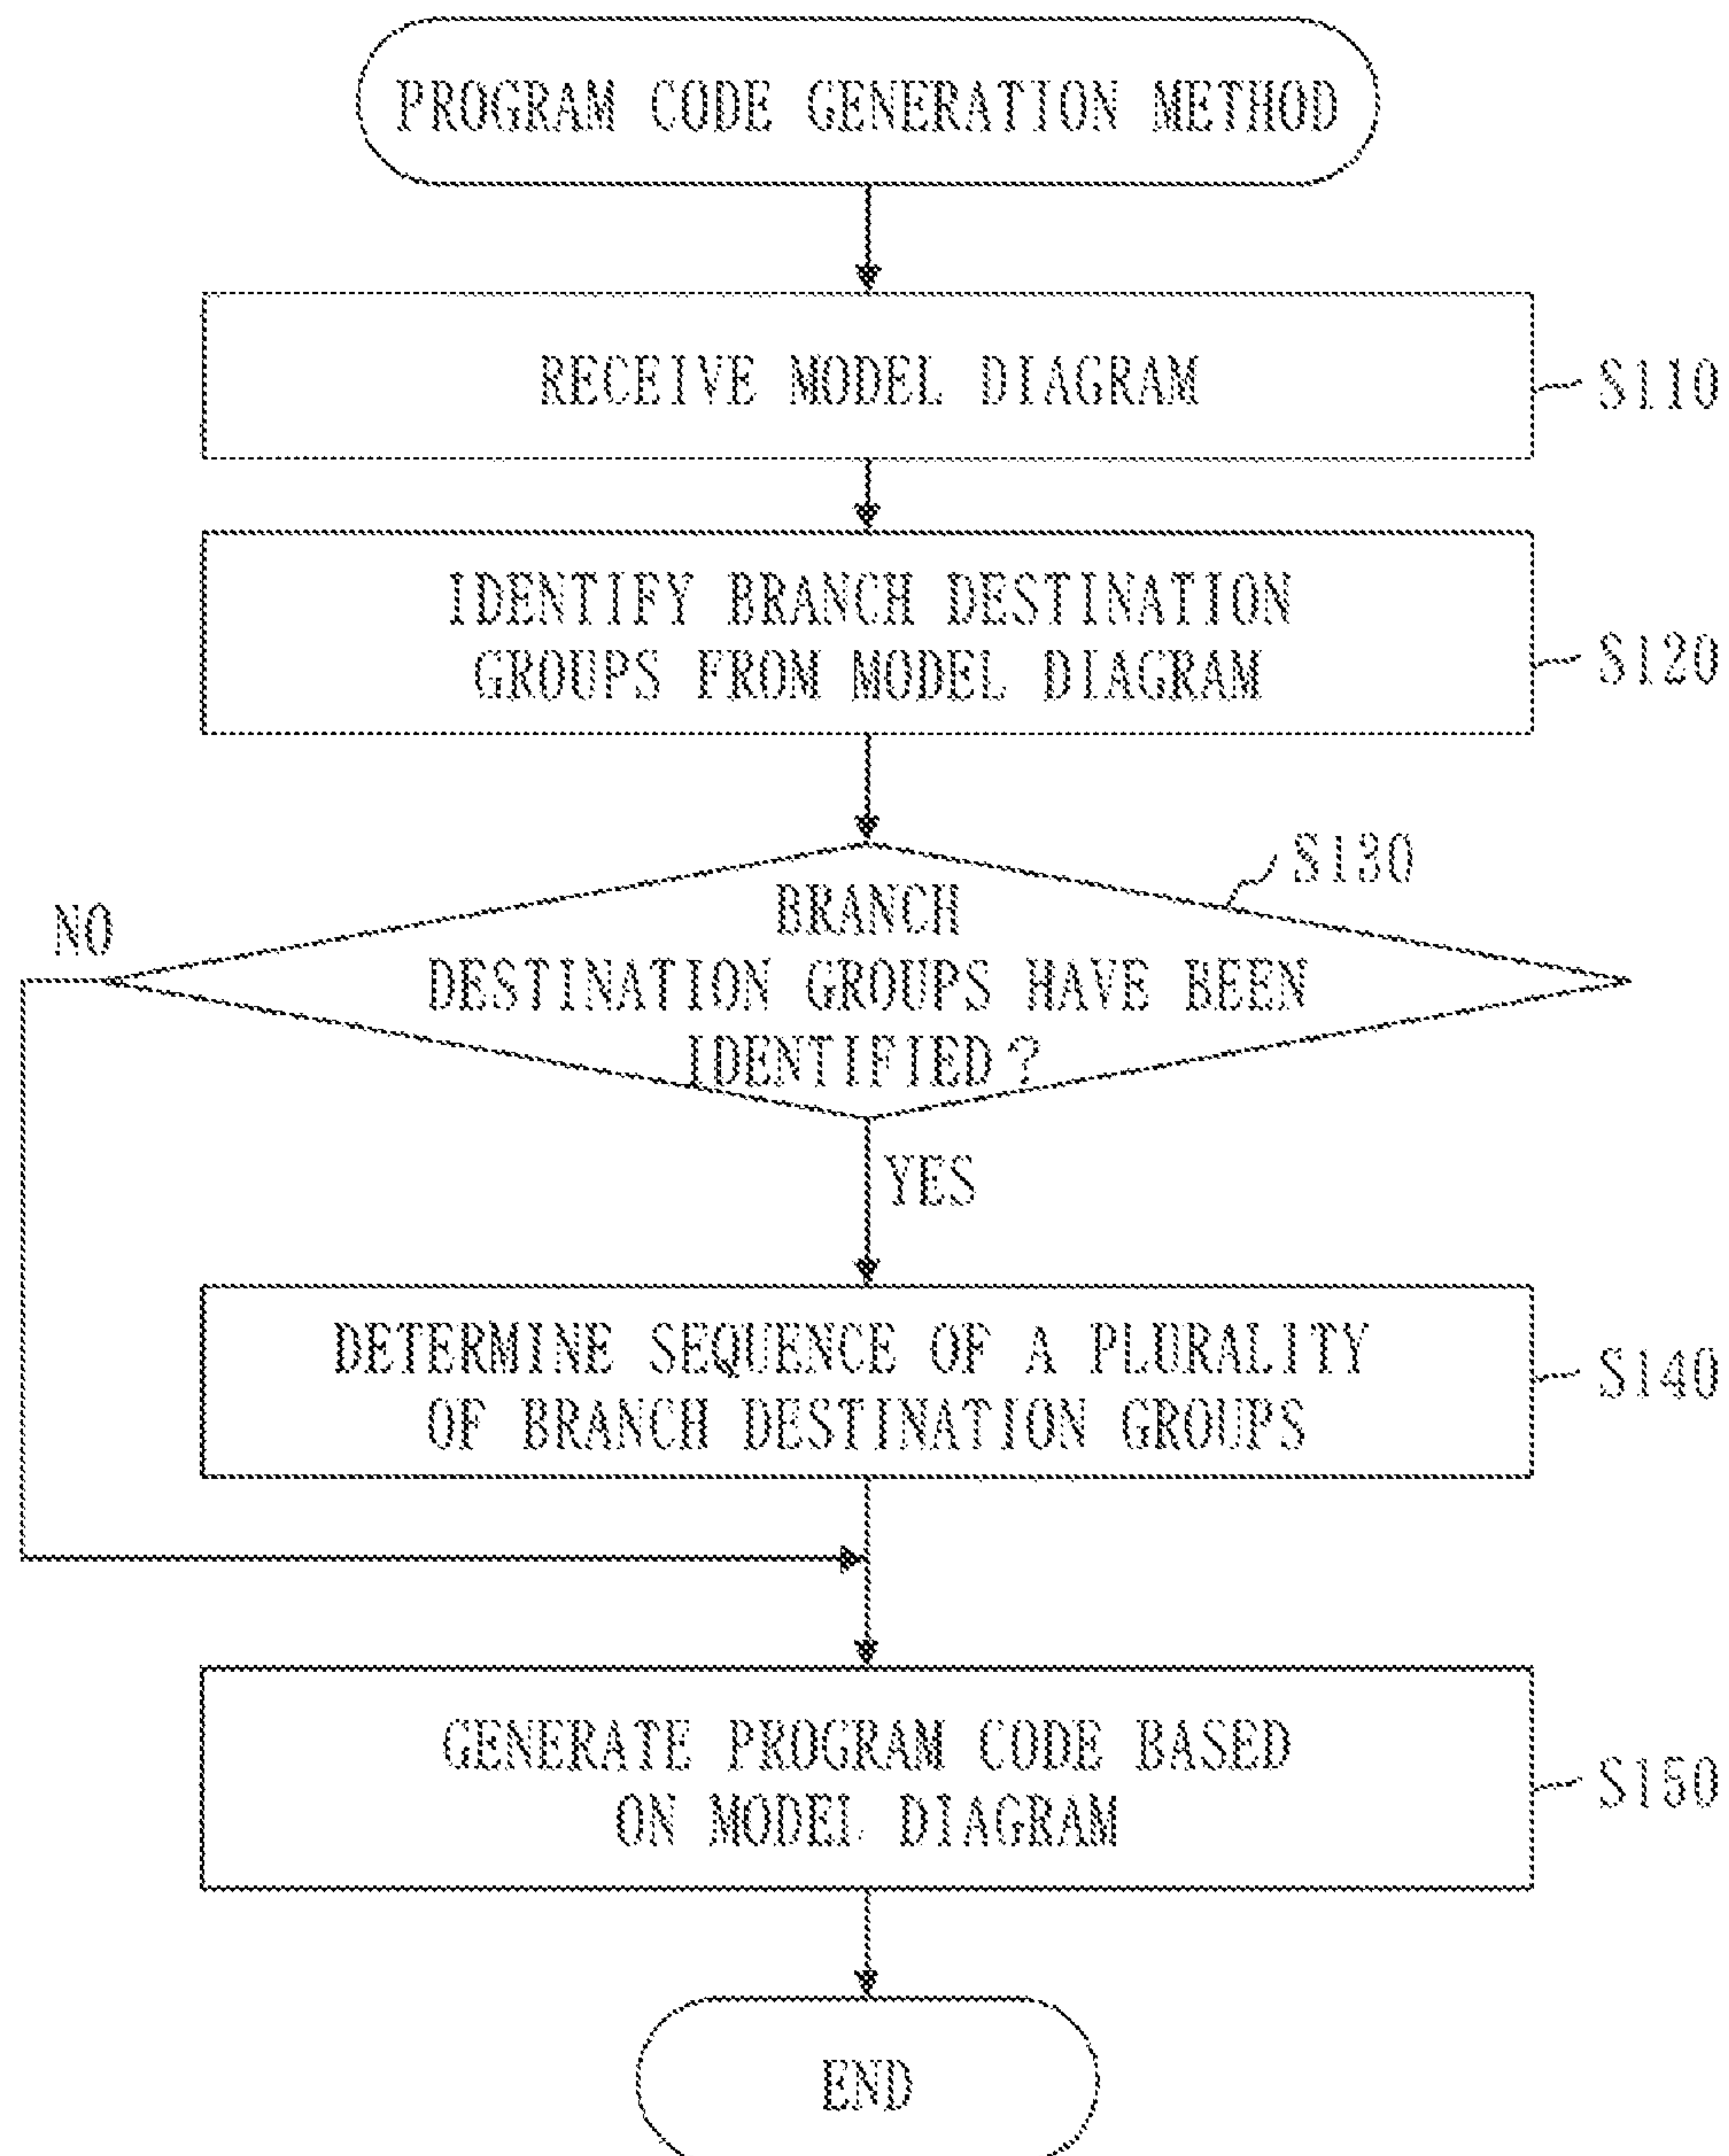 PROGRAM CODE GENERATION METHOD
RECEIVE MODEL DIAGRAM
S110
IDENTIFY BRANCH DESTINATION
GROUPS FROM MODEL DIAGRAM
S120
S130
BRANCH
DESTINATION GROUPS HAVE BEEN
IDENTIFIED?
NO
YES
DETERMINE SEQUENCE OF A PLURALITY
OF BRANCH DESTINATION GROUPS
S140
GENERATE PROGRAM CODE BASED
ON MODEL DIAGRAM
S150
END